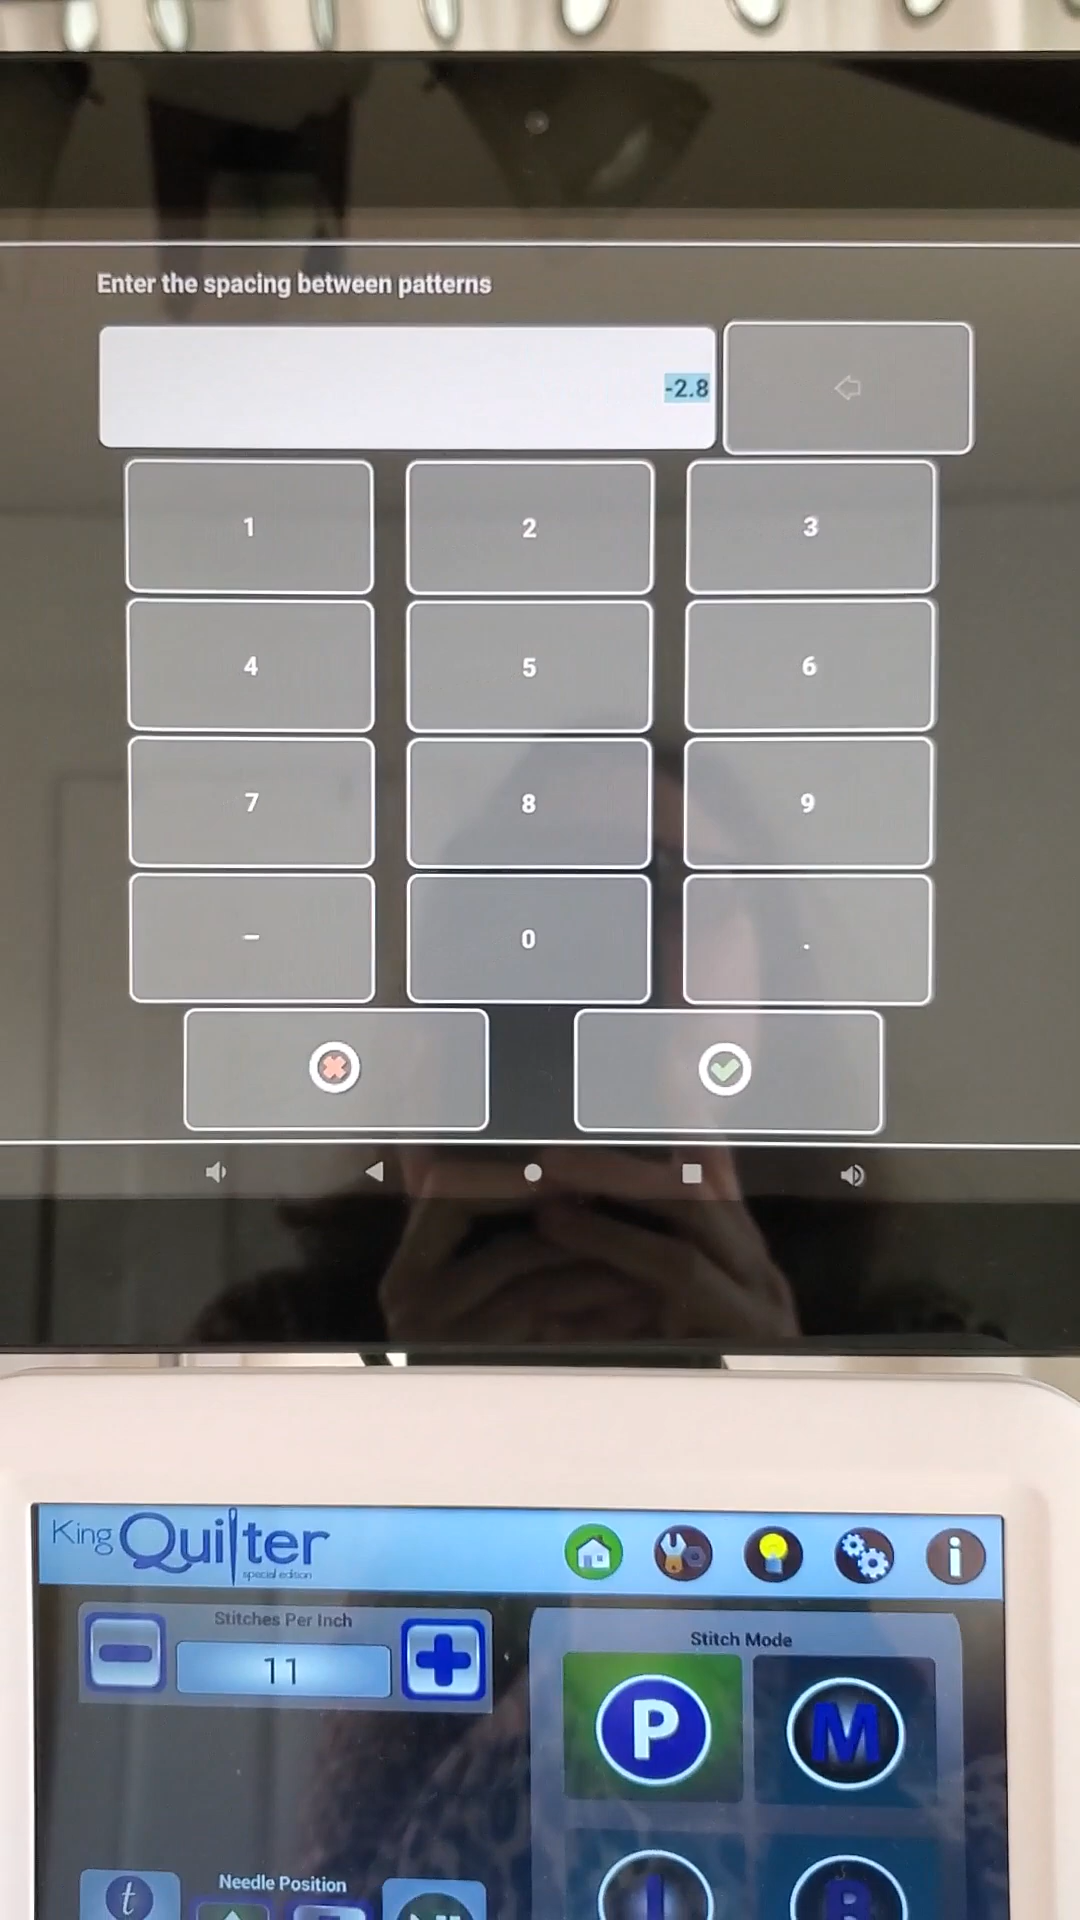 Enter the spacing between patterns
-2.8
1 2 3
4 5 6
7 8 9
- 0 .
King Quilter
special edition
i
Stitches Per Inch
11
Stitch Mode
P M
Needle Position
t
B